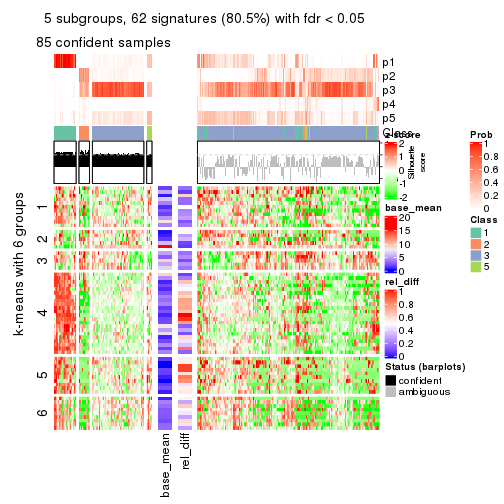 5 subgroups, 62 signatures (80.5%) with fdr < 0.05
85 confident samples
p1
p2
p3
p4
p5
Class
Silhouette
score
k-means with 6 groups
1
2
3
4
5
6
base_mean
rel_diff
z-score
2
1
0
-1
-2
base_mean
20
15
10
5
0
rel_diff
1
0.8
0.6
0.4
0.2
0
Status (barplots)
confident
ambiguous
Prob
1
0.8
0.6
0.4
0.2
0
Class
1
2
3
5